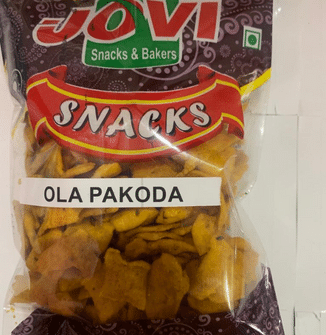 JOVI
Snacks & Bakers
SNACKS
OLA PAKODA